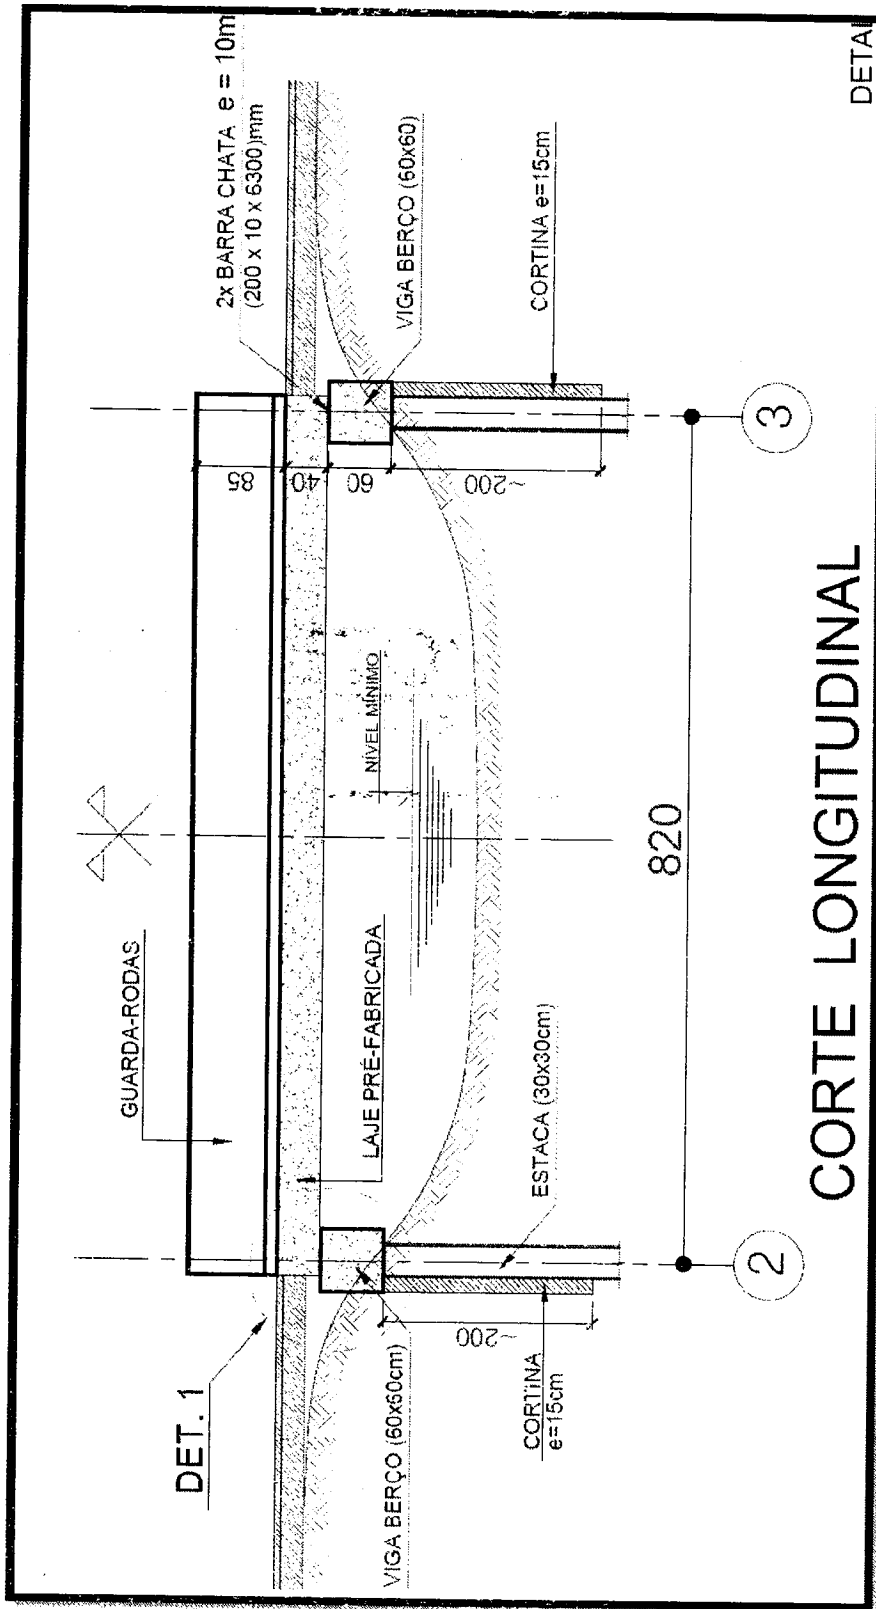 DETAL
2x BARRA CHATA e = 10m
(200 x 10 x 6300)mm
VIGA BERÇO (60x60)
CORTINA e=15cm
85
40
60
~200
3
NÍVEL MÍNIMO
820
GUARDA-RODAS
LAJE PRÉ-FABRICADA
ESTACA (30x30cm)
2
DET. 1
VIGA BERÇO (60x60cm)
CORTINA
e=15cm
~200
CORTE LONGITUDINAL